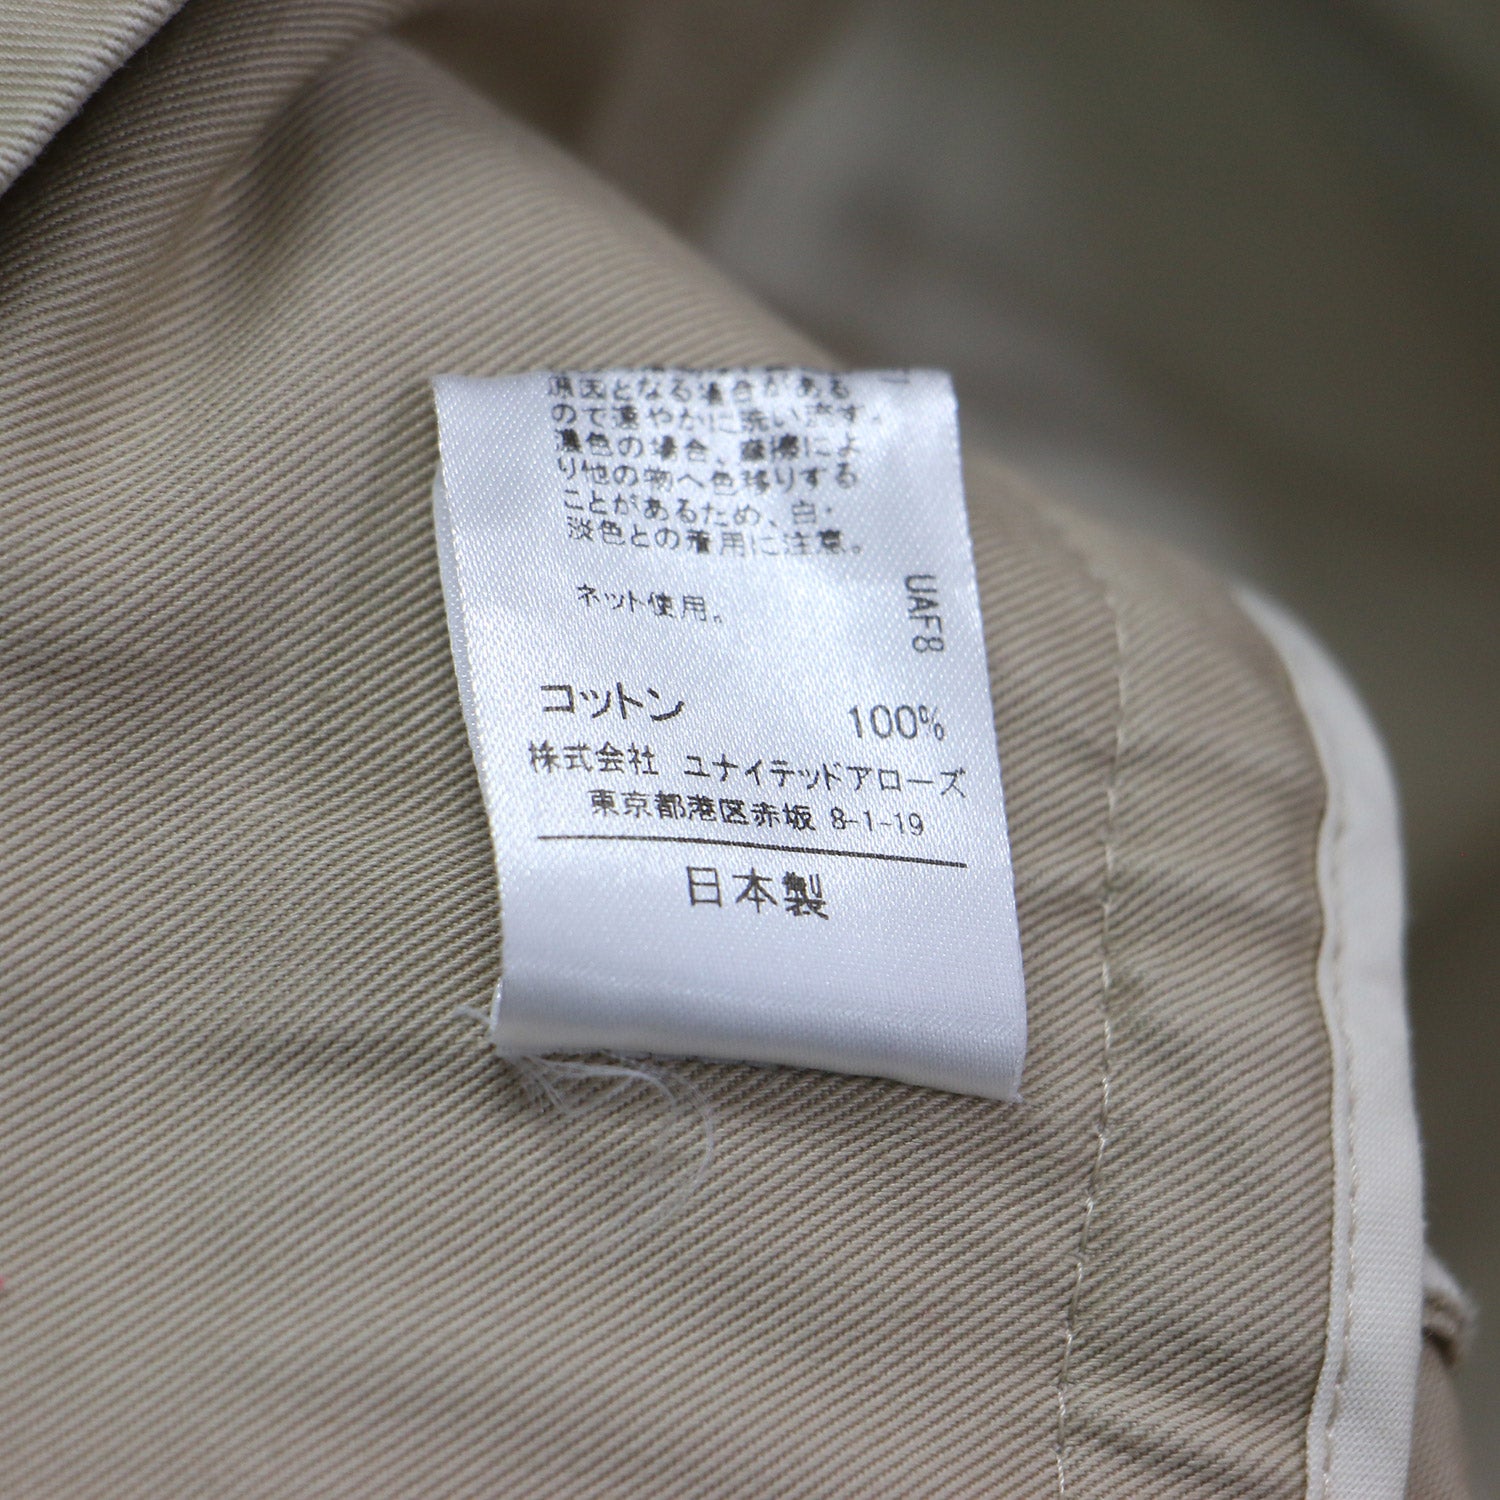 原因となる場合がある
ので速やかに洗い流す。
濃色の場合、摩擦によ
り他の物へ色移りする
ことがあるため、白・
淡色との着用に注意。
ネット使用。
UAF8
コットン 100%
株式会社 ユナイテッドアローズ
東京都港区赤坂 8-1-19
日本製